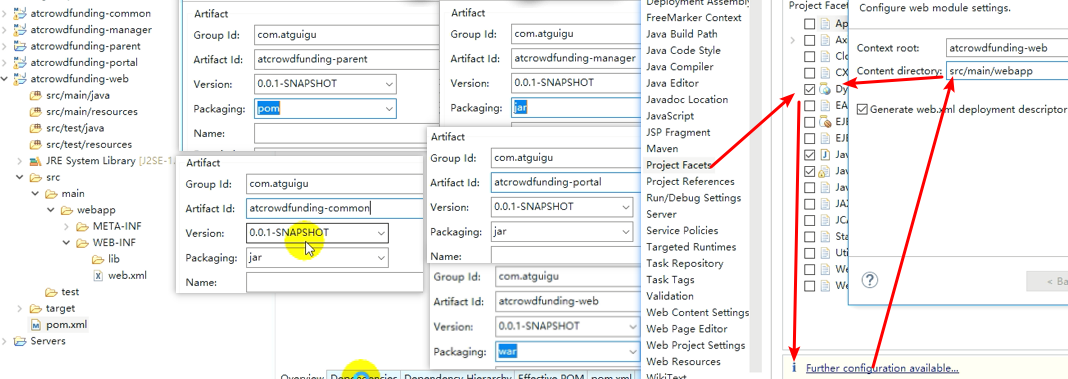 atcrowdfunding-common
atcrowdfunding-manager
atcrowdfunding-parent
atcrowdfunding-portal
atcrowdfunding-web
src/main/java
src/main/resources
src/test/java
src/test/resources
JRE System Library [J2SE-1
src
main
webapp
META-INF
WEB-INF
lib
web.xml
test
target
pom.xml
Servers
Artifact
Group Id: com.atguigu
Artifact Id: atcrowdfunding-parent
Version: 0.0.1-SNAPSHOT
Packaging: pom
Name:
Artifact
Group Id: com.atguigu
Artifact Id: atcrowdfunding-manager
Version: 0.0.1-SNAPSHOT
Packaging: jar
Name:
Artifact
Group Id: com.atguigu
Artifact Id: atcrowdfunding-common
Version: 0.0.1-SNAPSHOT
Packaging: jar
Name:
Artifact
Group Id: com.atguigu
Artifact Id: atcrowdfunding-portal
Version: 0.0.1-SNAPSHOT
Packaging: jar
Name:
Group Id: com.atguigu
Artifact Id: atcrowdfunding-web
Version: 0.0.1-SNAPSHOT
Packaging: war
Overview Dependencies Dependency Hierarchy Effective POM pom.xml
Deployment Assembly
FreeMarker Context
Java Build Path
Java Code Style
Java Compiler
Java Editor
Javadoc Location
JavaScript
JSP Fragment
Maven
Project Facets
Project References
Run/Debug Settings
Server
Service Policies
Targeted Runtimes
Task Repository
Task Tags
Validation
Web Content Settings
Web Page Editor
Web Project Settings
Web Resources
WikiText
Project Facet
Ap
Axi
Clo
CX
Dy
EA
EJB
EJE
Jav
Jav
Jav
JAX
JCA
Sta
Uti
We
We
Configure web module settings.
Context root: atcrowdfunding-web
Content directory: src/main/webapp
Generate web.xml deployment descriptor
?
< Ba
i Further configuration available...